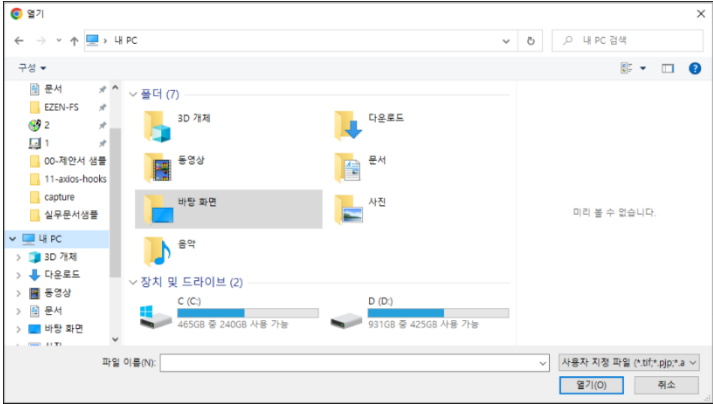 열기
내 PC
내 PC 검색
구성
문서
EZEN-FS
2
1
00-제안서 샘플
11-axios-hooks
capture
실무문서샘플
내 PC
3D 개체
다운로드
동영상
문서
바탕 화면
폴더 (7)
3D 개체
다운로드
동영상
문서
바탕 화면
사진
음악
장치 및 드라이브 (2)
C (C:)
465GB 중 240GB 사용 가능
D (D:)
931GB 중 425GB 사용 가능
미리 볼 수 없습니다.
파일 이름(N):
사용자 지정 파일 (*.tif;*.pjp;*.a
열기(O)
취소